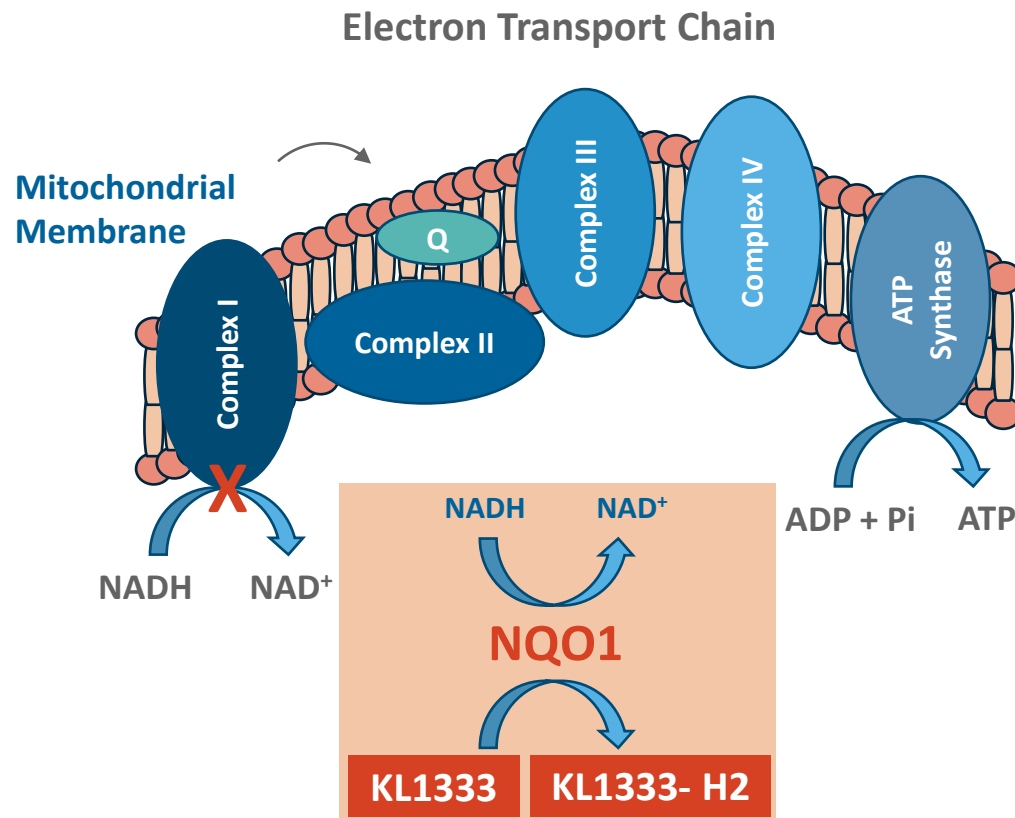 Electron Transport Chain
Mitochondrial
Membrane
Complex I
Q
Complex II
Complex III
Complex IV
ATP
Synthase
X
NADH
NAD⁺
ADP + Pi
ATP
NADH
NAD⁺
NQO1
KL1333
KL1333- H2